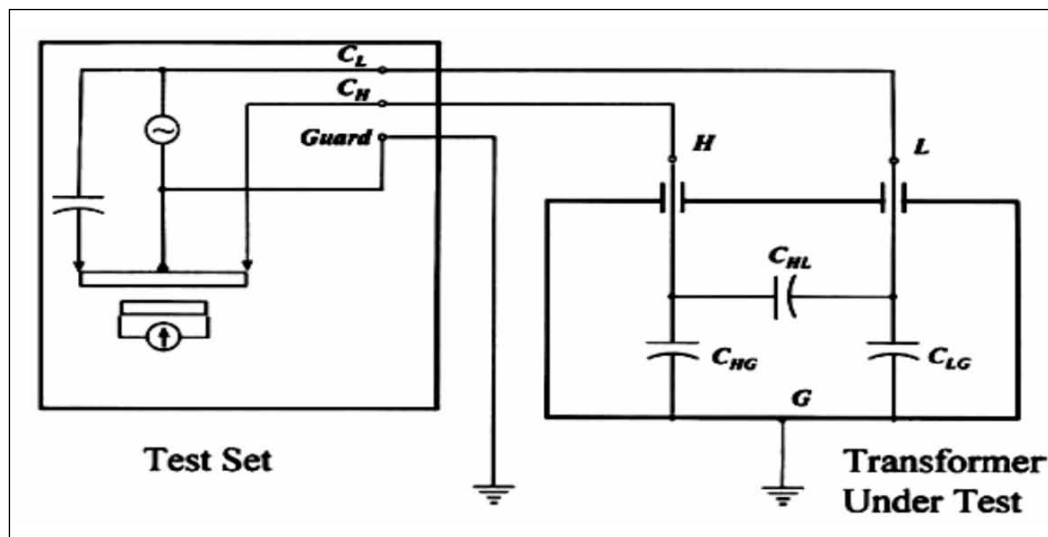 C_L
C_H
Guard
H
L
C_HL
C_HG
C_LG
G
Test Set
Transformer
Under Test